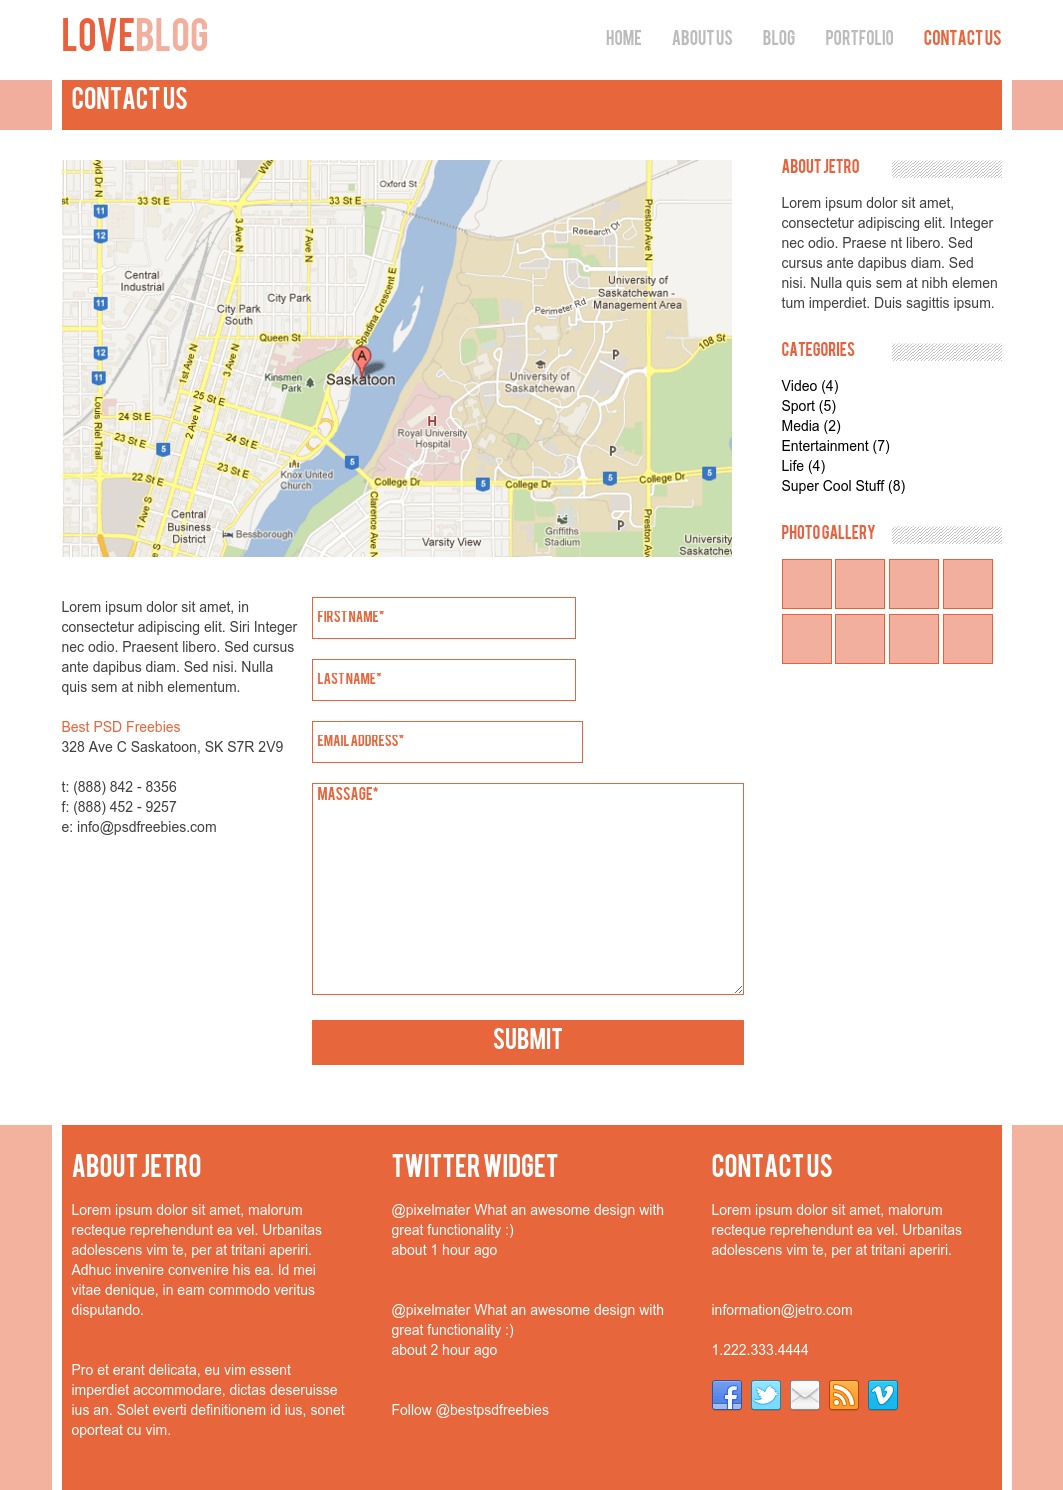 LOVEBLOG
HOME ABOUT US BLOG PORTFOLIO CONTACT US
CONTACT US
Oxford St
33 St E
33 St E
11
12
3 Ave N
7 Ave N
Preston Ave N
Research Dr
Central
Industrial
City Park
City Park
South
11
Spadina Crescent E
University of
Saskatchewan -
Management Area
Perimeter Rd
Queen St
108 St
12
11
1st Ave N
3 Ave N
A
P
Kinsmen
Park
Saskatoon
University of
Saskatchewan
25 St E
Louis Riel Trail
2 Ave N
24 St E
24 St E
23 St E
5
H
Royal University
Hospital
P
23 St E
22 St E
Knox United
Church
5
College Dr
5
College Dr
5
College Dr
5
1 Ave S
Central
Business
District
Bessborough
Clarence Ave N
Varsity View
Griffiths
Stadium
P
Preston Av
University
Saskatchew
ABOUT JETRO
Lorem ipsum dolor sit amet,
consectetur adipiscing elit. Integer
nec odio. Praese nt libero. Sed
cursus ante dapibus diam. Sed
nisi. Nulla quis sem at nibh elemen
tum imperdiet. Duis sagittis ipsum.
CATEGORIES
Video (4)
Sport (5)
Media (2)
Entertainment (7)
Life (4)
Super Cool Stuff (8)
PHOTO GALLERY
Lorem ipsum dolor sit amet, in
consectetur adipiscing elit. Siri Integer
nec odio. Praesent libero. Sed cursus
ante dapibus diam. Sed nisi. Nulla
quis sem at nibh elementum.
Best PSD Freebies
328 Ave C Saskatoon, SK S7R 2V9
t: (888) 842 - 8356
f: (888) 452 - 9257
e: info@psdfreebies.com
FIRST NAME*
LAST NAME*
EMAIL ADDRESS*
MASSAGE*
SUBMIT
ABOUT JETRO
Lorem ipsum dolor sit amet, malorum
recteque reprehendunt ea vel. Urbanitas
adolescens vim te, per at tritani aperiri.
Adhuc invenire convenire his ea. Id mei
vitae denique, in eam commodo veritus
disputando.
Pro et erant delicata, eu vim essent
imperdiet accommodare, dictas deseruisse
ius an. Solet everti definitionem id ius, sonet
oporteat cu vim.
TWITTER WIDGET
@pixelmater What an awesome design with
great functionality :)
about 1 hour ago
@pixelmater What an awesome design with
great functionality :)
about 2 hour ago
Follow @bestpsdfreebies
CONTACT US
Lorem ipsum dolor sit amet, malorum
recteque reprehendunt ea vel. Urbanitas
adolescens vim te, per at tritani aperiri.
information@jetro.com
1.222.333.4444